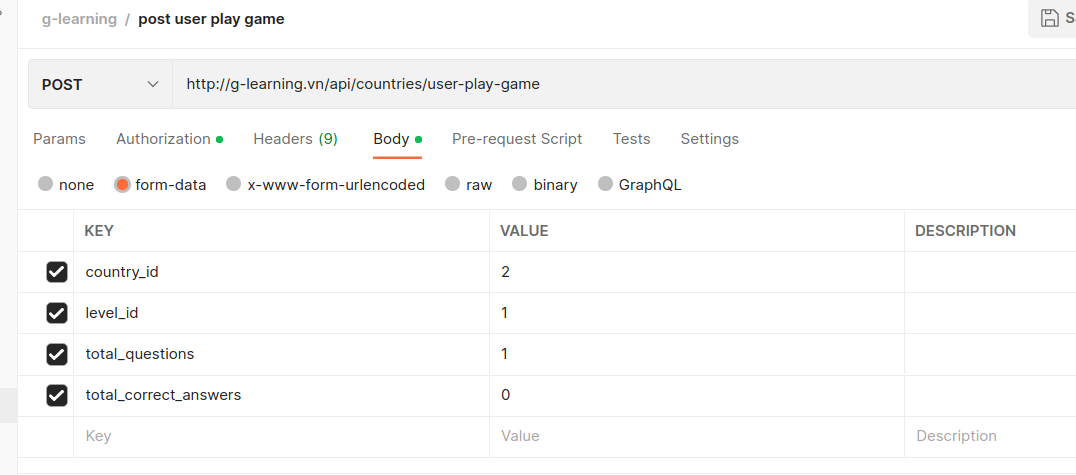 g-learning / post user play game
POST http://g-learning.vn/api/countries/user-play-game
Params Authorization Headers (9) Body Pre-request Script Tests Settings
none form-data x-www-form-urlencoded raw binary GraphQL
KEY VALUE DESCRIPTION
country_id 2
level_id 1
total_questions 1
total_correct_answers 0
Key Value Description